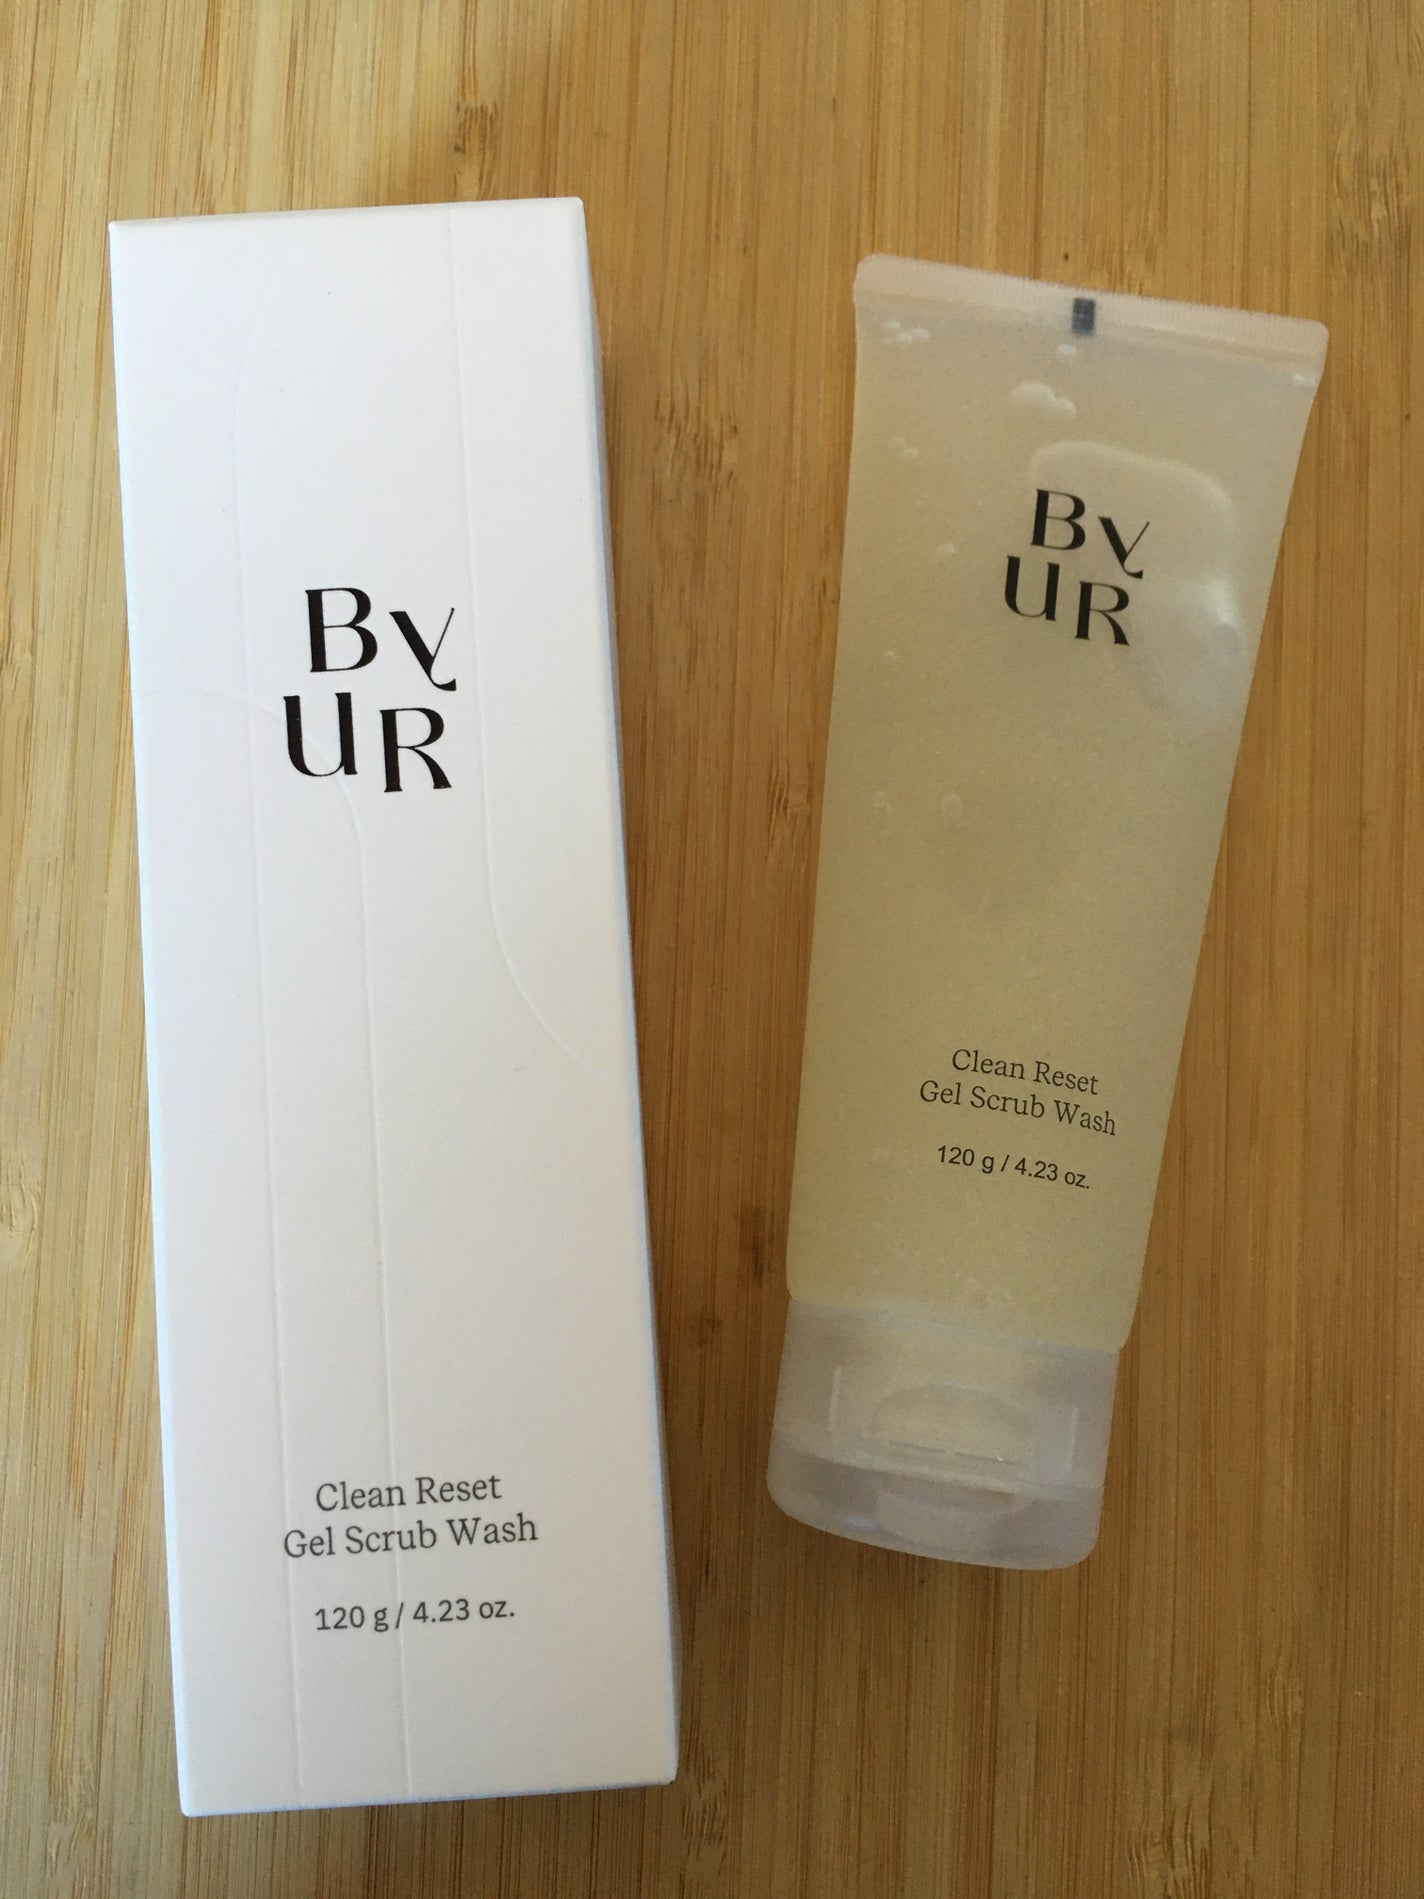 By
UR
Clean Reset
Gel Scrub Wash
120 g / 4.23 oz.
By
UR
Clean Reset
Gel Scrub Wash
120 g / 4.23 oz.